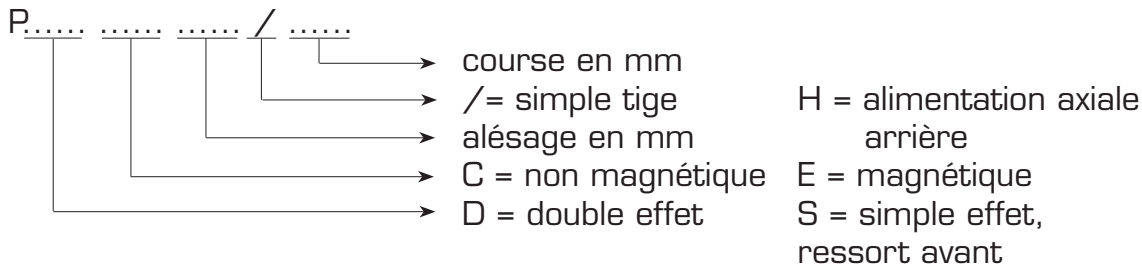 P...... ...... ...... / ......
course en mm
/= simple tige H = alimentation axiale
arrière
alésage en mm
C = non magnétique E = magnétique
D = double effet S = simple effet,
ressort avant